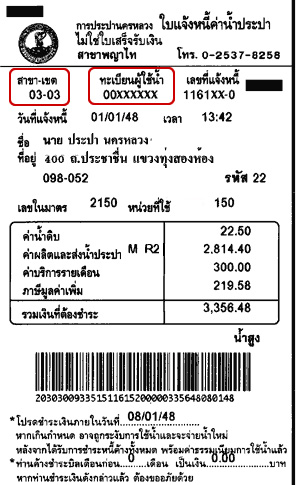 การประปานครหลวง ใบแจ้งหนี้ค่าน้ำประปา
ไม่ใช่ใบเสร็จรับเงิน
สาขาพญาไท โทร. 0-2537-8258
สาขา-เขต ทะเบียนผู้ใช้น้ำ เลขที่แจ้งหนี้
03-03 00XXXXXX 1161XX-0
วันที่แจ้งหนี้ 01/01/48 เวลา 13:42
ชื่อ นาย ประปา นครหลวง
ที่อยู่ 400 ถ.ประชาชื่น แขวงทุ่งสองห้อง
098-052 รหัส 22
เลขในมาตร 2150 หน่วยที่ใช้ 150
ค่าน้ำดิบ 22.50
ค่าผลิตและส่งน้ำประปา M R2 2,814.40
ค่าบริการรายเดือน 300.00
ภาษีมูลค่าเพิ่ม 219.58
รวมเงินที่ต้องชำระ 3,356.48
น้ำสูง
2030300933515111615200000335648080148
*โปรดชำระเงินภายในวันที่ 08/01/48
หากเกินกำหนด อาจถูกระงับการใช้น้ำและจะจ่ายน้ำใหม่
หลังจากได้รับการชำระหนี้ค้างทั้งหมด พร้อมค่าธรรมเนียมการใช้น้ำแล้ว
*ท่านค้างชำระบิลเดือนก่อน 0 เดือน เป็นเงิน 0.00 บาท
หากท่านชำระเงินดังกล่าวแล้ว ต้องขออภัยด้วย